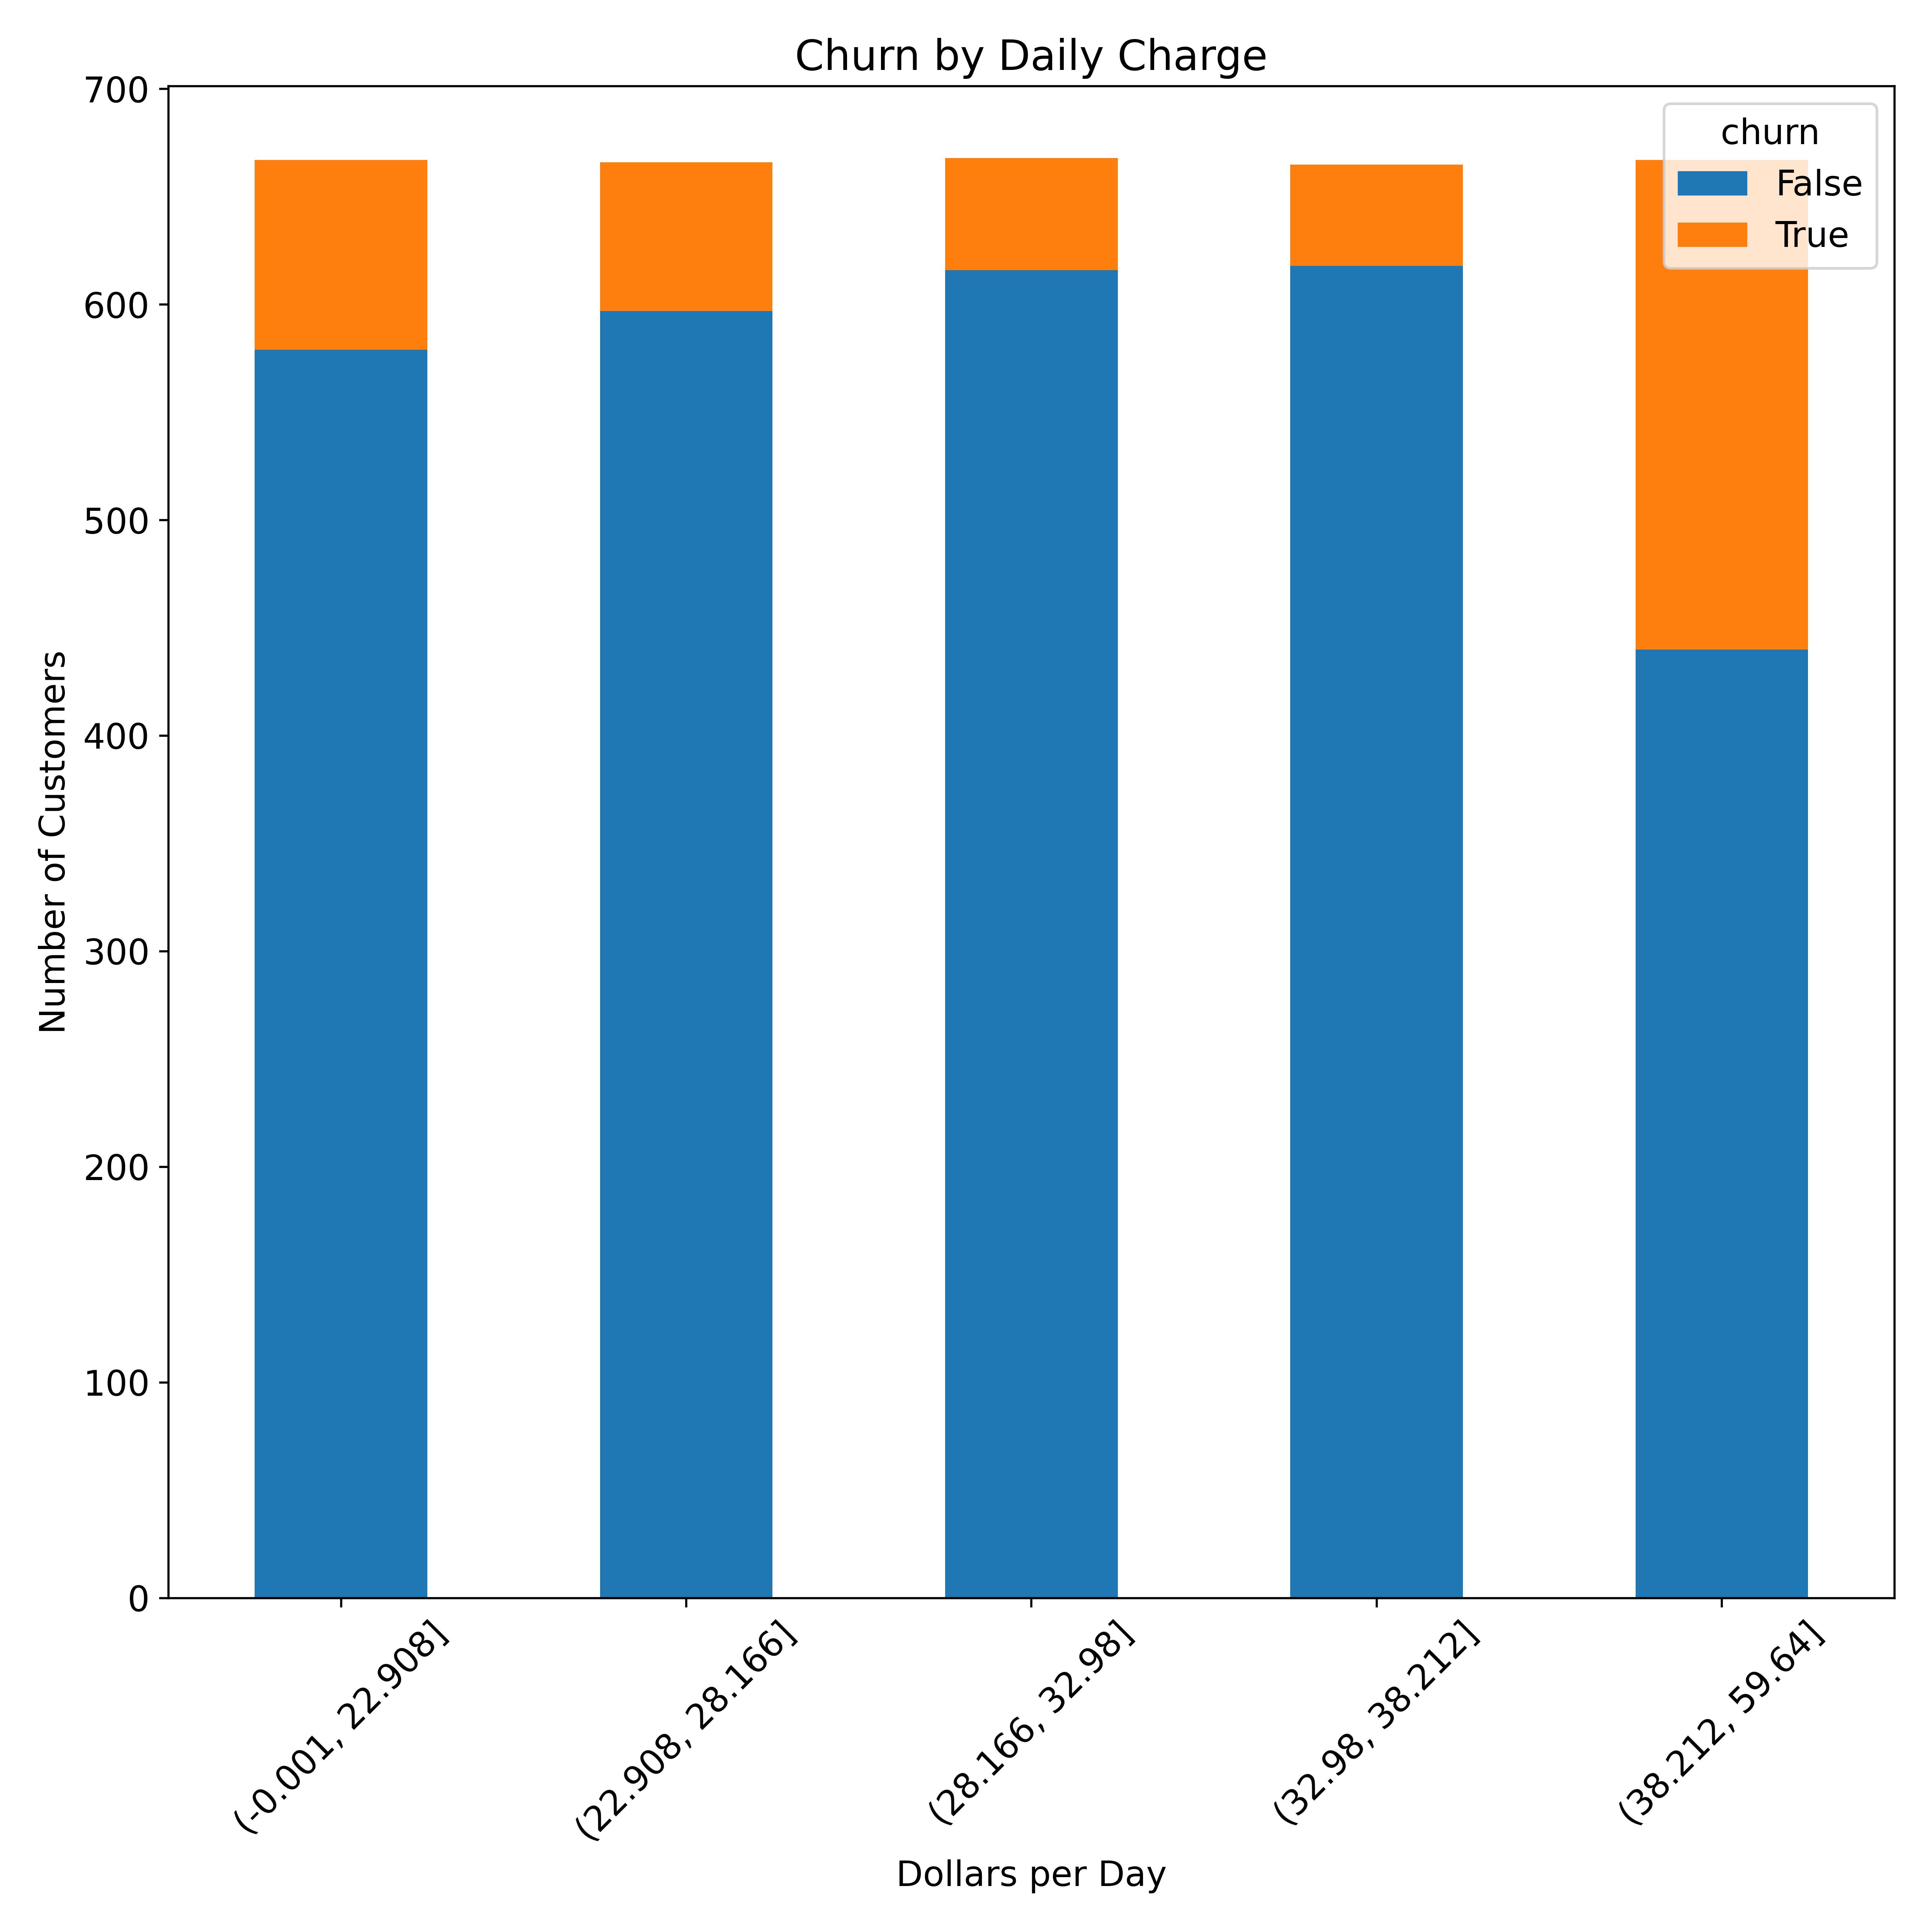 Churn by Daily Charge
churn
False
True
700
600
500
400
300
200
100
0
Number of Customers
(-0.001, 22.908]
(22.908, 28.166]
(28.166, 32.98]
(32.98, 38.212]
(38.212, 59.64]
Dollars per Day